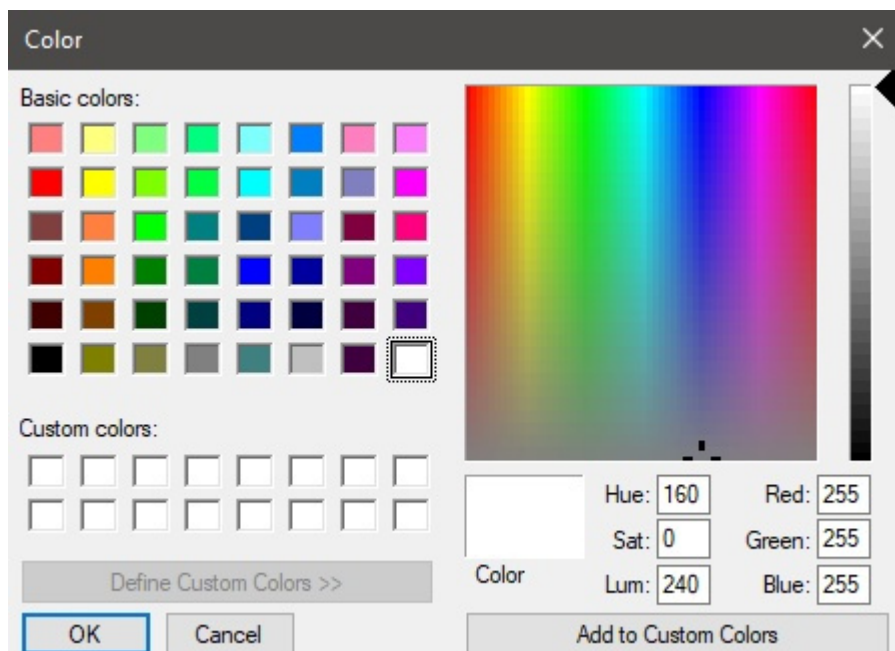 Color
Basic colors:
Custom colors:
Define Custom Colors >>
OK Cancel
Color
Hue: 160 Red: 255
Sat: 0 Green: 255
Lum: 240 Blue: 255
Add to Custom Colors